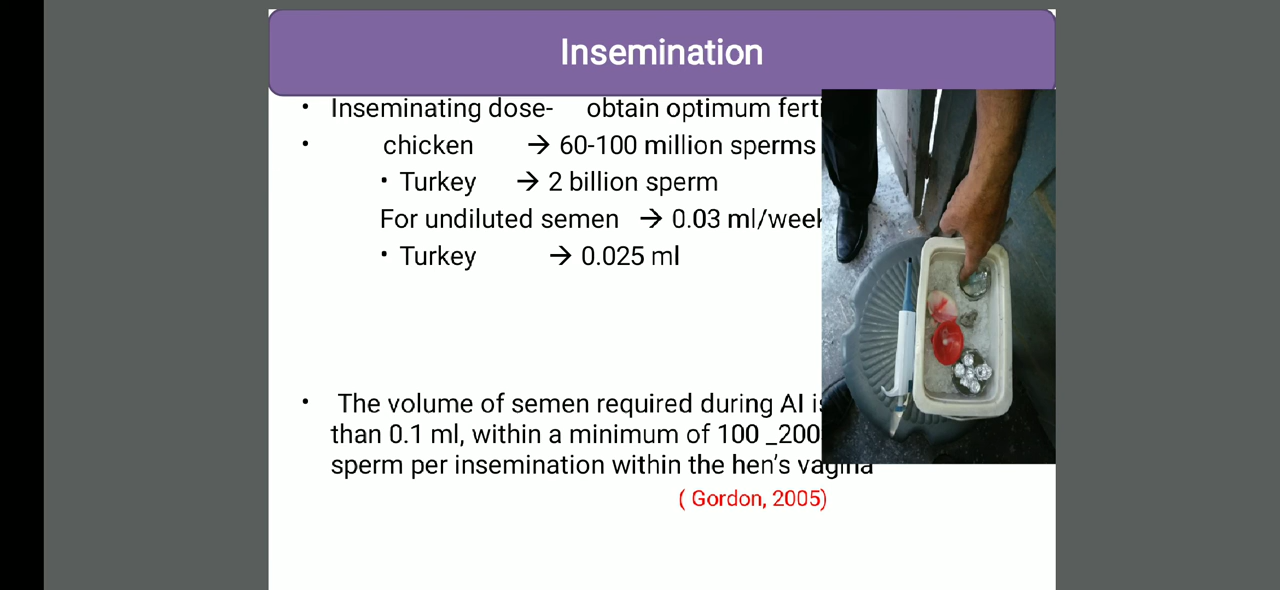 Insemination
• Inseminating dose- obtain optimum ferti
• chicken → 60-100 million sperms
• Turkey → 2 billion sperm
For undiluted semen → 0.03 ml/week
• Turkey → 0.025 ml
• The volume of semen required during AI is
than 0.1 ml, within a minimum of 100 _200
sperm per insemination within the hen's vagina
( Gordon, 2005)